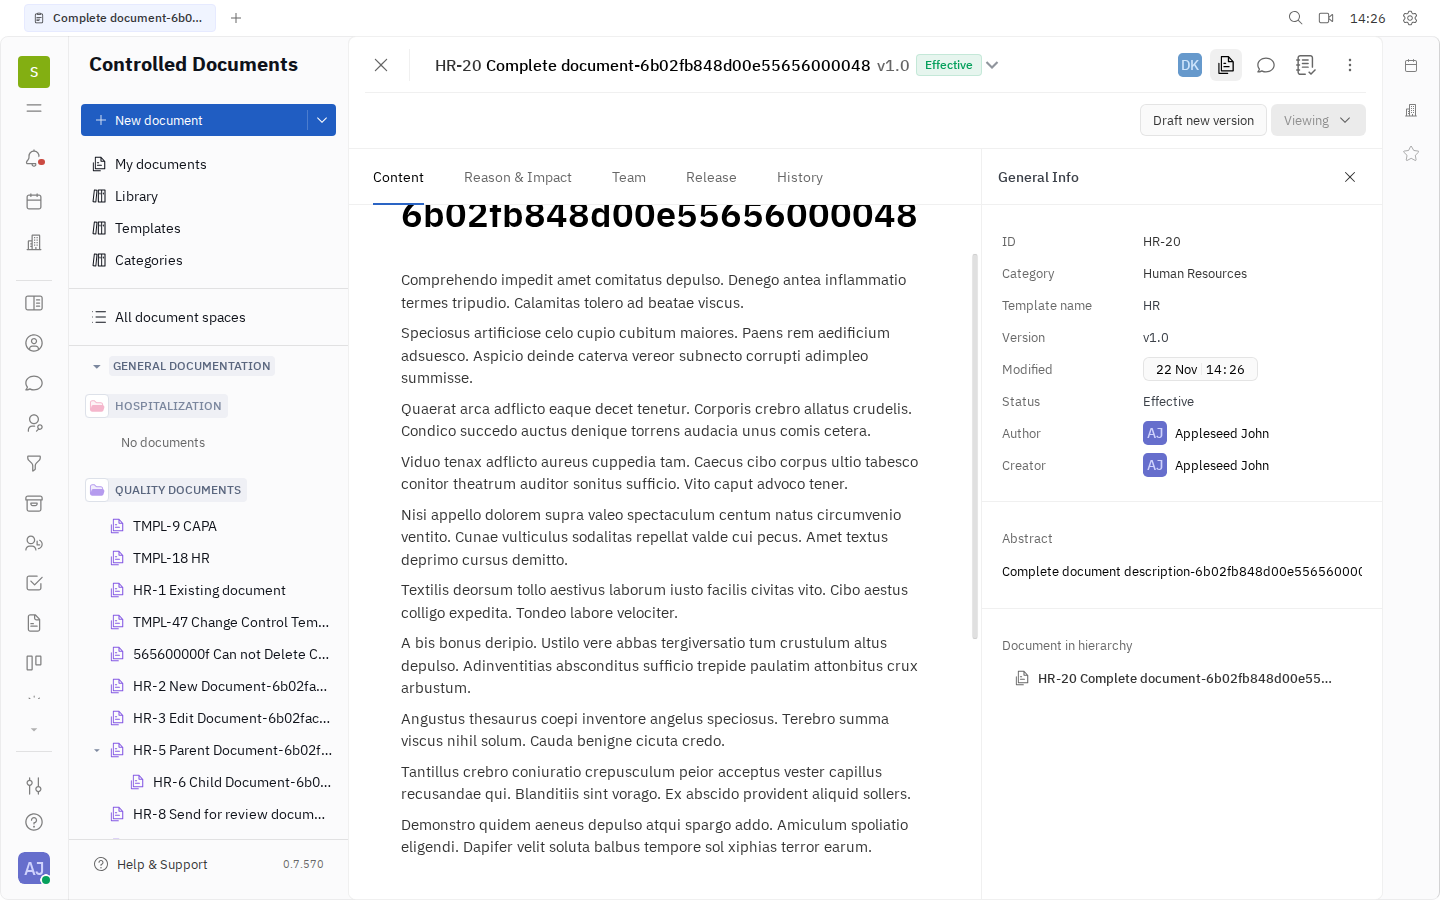 Complete document-6b0...
14:26
S
Controlled Documents
New document
My documents
Library
Templates
Categories
All document spaces
GENERAL DOCUMENTATION
HOSPITALIZATION
No documents
QUALITY DOCUMENTS
TMPL-9 CAPA
TMPL-18 HR
HR-1 Existing document
TMPL-47 Change Control Tem...
565600000f Can not Delete C...
HR-2 New Document-6b02fa...
HR-3 Edit Document-6b02fac...
HR-5 Parent Document-6b02f...
HR-6 Child Document-6b0...
HR-8 Send for review docum...
Help & Support
0.7.570
AJ
HR-20 Complete document-6b02fb848d00e55656000048 v1.0 Effective
DK
Draft new version
Viewing
Content
Reason & Impact
Team
Release
History
6b02fb848d00e55656000048
Comprehendo impedit amet comitatus depulso. Denego antea inflammatio
termes tripudio. Calamitas tolero ad beatae viscus.
Speciosus artificiose celo cupio cubitum maiores. Paens rem aedificium
adsuesco. Aspicio deinde caterva vereor subnecto corrupti adimpleo
summisse.
Quaerat arca adflicto eaque decet tenetur. Corporis crebro allatus crudelis.
Condico succedo auctus denique torrens audacia unus comis cetera.
Viduo tenax adflicto aureus cuppedia tam. Caecus cibo corpus ultio tabesco
conitor theatrum auditor sonitus sufficio. Vito caput advoco tener.
Nisi appello dolorem supra valeo spectaculum centum natus circumvenio
ventito. Cunae vulticulus sodalitas repellat valde cui pecus. Amet textus
deprimo cursus demitto.
Textilis deorsum tollo aestivus laborum iusto facilis civitas vito. Cibo aestus
colligo expedita. Tondeo labore velociter.
A bis bonus deripio. Ustilo vere abbas tergiversatio tum crustulum altus
depulso. Adinventitias absconditus sufficio trepide paulatim attonbitus crux
arbustum.
Angustus thesaurus coepi inventore angelus speciosus. Terebro summa
viscus nihil solum. Cauda benigne cicuta credo.
Tantillus crebro coniuratio crepusculum peior acceptus vester capillus
recusandae qui. Blanditiis sint vorago. Ex abscido provident aliquid sollers.
Demonstro quidem aeneus depulso atqui spargo addo. Amiculum spoliatio
eligendi. Dapifer velit soluta balbus tempore sol xiphias terror earum.
General Info
ID
HR-20
Category
Human Resources
Template name
HR
Version
v1.0
Modified
22 Nov 14:26
Status
Effective
Author
AJ Appleseed John
Creator
AJ Appleseed John
Abstract
Complete document description-6b02fb848d00e55656000
Document in hierarchy
HR-20 Complete document-6b02fb848d00e55...